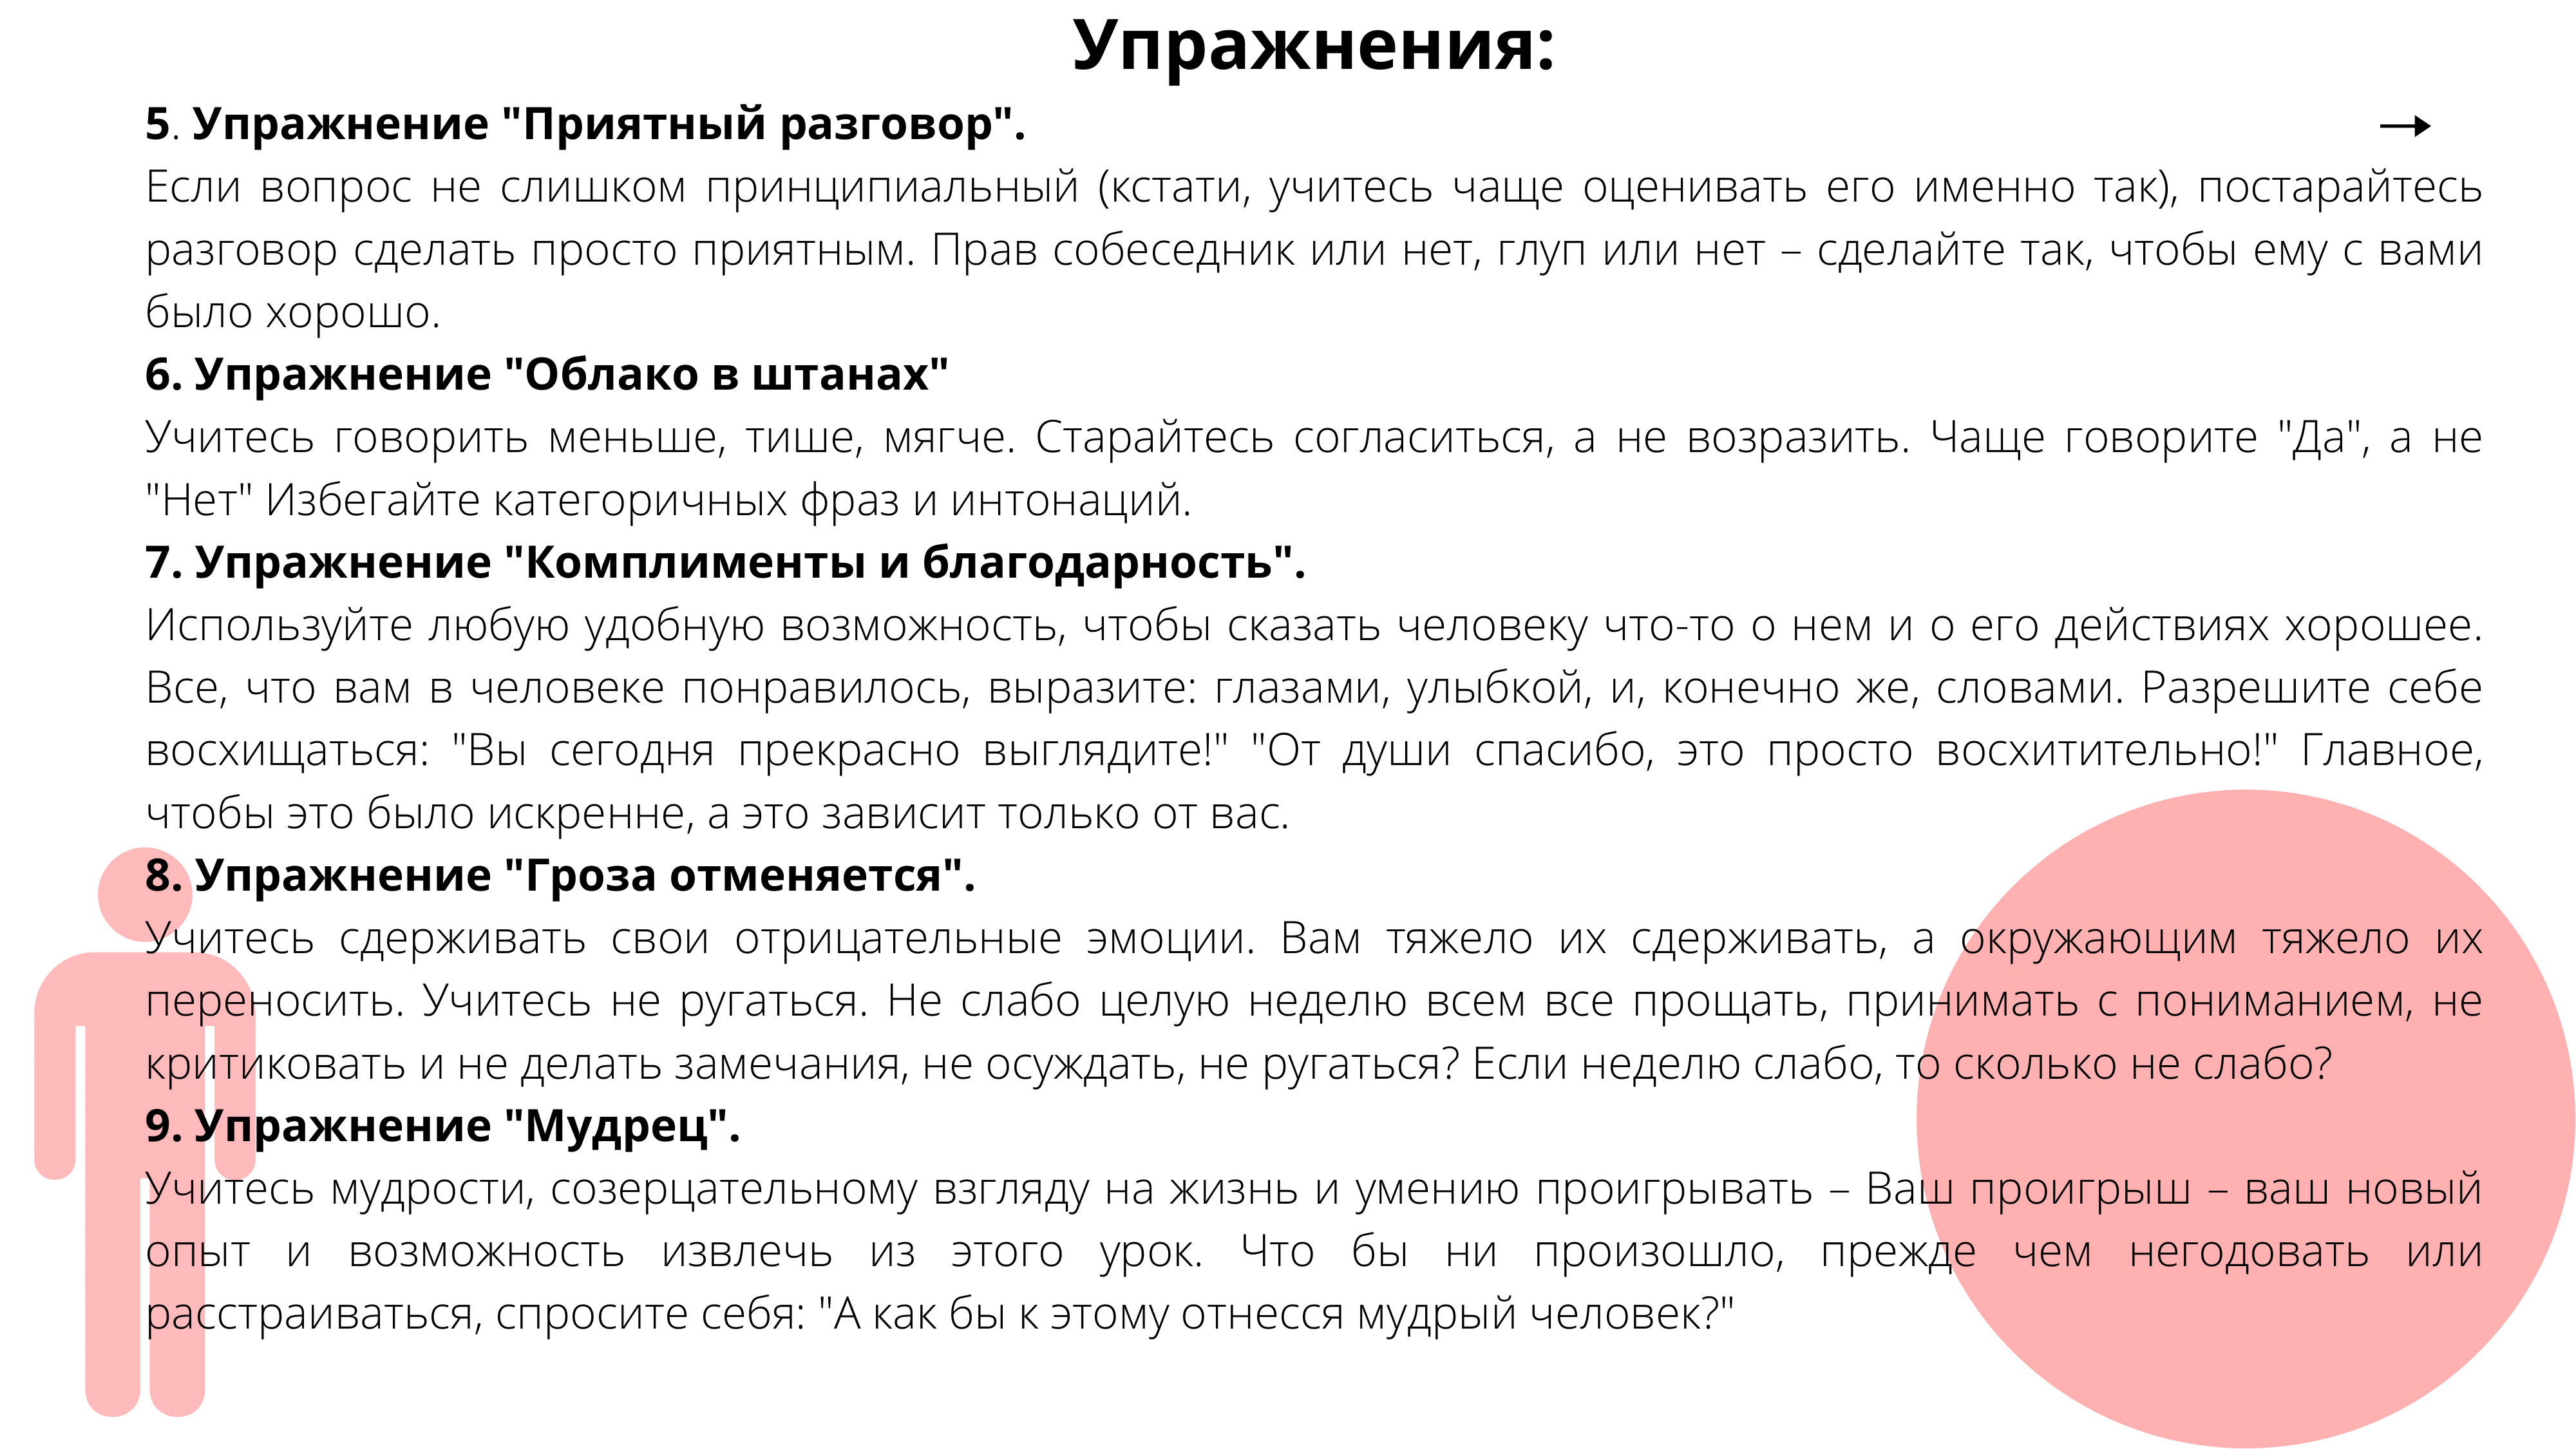 Упражнения:
5. Упражнение "Приятный разговор".
Если вопрос не слишком принципиальный (кстати, учитесь чаще оценивать его именно так), постарайтесь
разговор сделать просто приятным. Прав собеседник или нет, глуп или нет – сделайте так, чтобы ему с вами
было хорошо.
6. Упражнение "Облако в штанах"
Учитесь говорить меньше, тише, мягче. Старайтесь согласиться, а не возразить. Чаще говорите "Да", а не
"Нет" Избегайте категоричных фраз и интонаций.
7. Упражнение "Комплименты и благодарность".
Используйте любую удобную возможность, чтобы сказать человеку что-то о нем и о его действиях хорошее.
Все, что вам в человеке понравилось, выразите: глазами, улыбкой, и, конечно же, словами. Разрешите себе
восхищаться: "Вы сегодня прекрасно выглядите!" "От души спасибо, это просто восхитительно!" Главное,
чтобы это было искренне, а это зависит только от вас.
8. Упражнение "Гроза отменяется".
Учитесь сдерживать свои отрицательные эмоции. Вам тяжело их сдерживать, а окружающим тяжело их
переносить. Учитесь не ругаться. Не слабо целую неделю всем все прощать, принимать с пониманием, не
критиковать и не делать замечания, не осуждать, не ругаться? Если неделю слабо, то сколько не слабо?
9. Упражнение "Мудрец".
Учитесь мудрости, созерцательному взгляду на жизнь и умению проигрывать – Ваш проигрыш – ваш новый
опыт и возможность извлечь из этого урок. Что бы ни произошло, прежде чем негодовать или
расстраиваться, спросите себя: "А как бы к этому отнесся мудрый человек?"